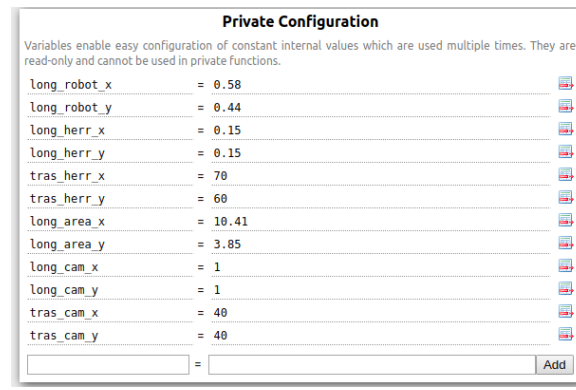 Private Configuration
Variables enable easy configuration of constant internal values which are used multiple times. They are
read-only and cannot be used in private functions.
long_robot_x = 0.58
long_robot_y = 0.44
long_herr_x = 0.15
long_herr_y = 0.15
tras_herr_x = 70
tras_herr_y = 60
long_area_x = 10.41
long_area_y = 3.85
long_cam_x = 1
long_cam_y = 1
tras_cam_x = 40
tras_cam_y = 40
= Add